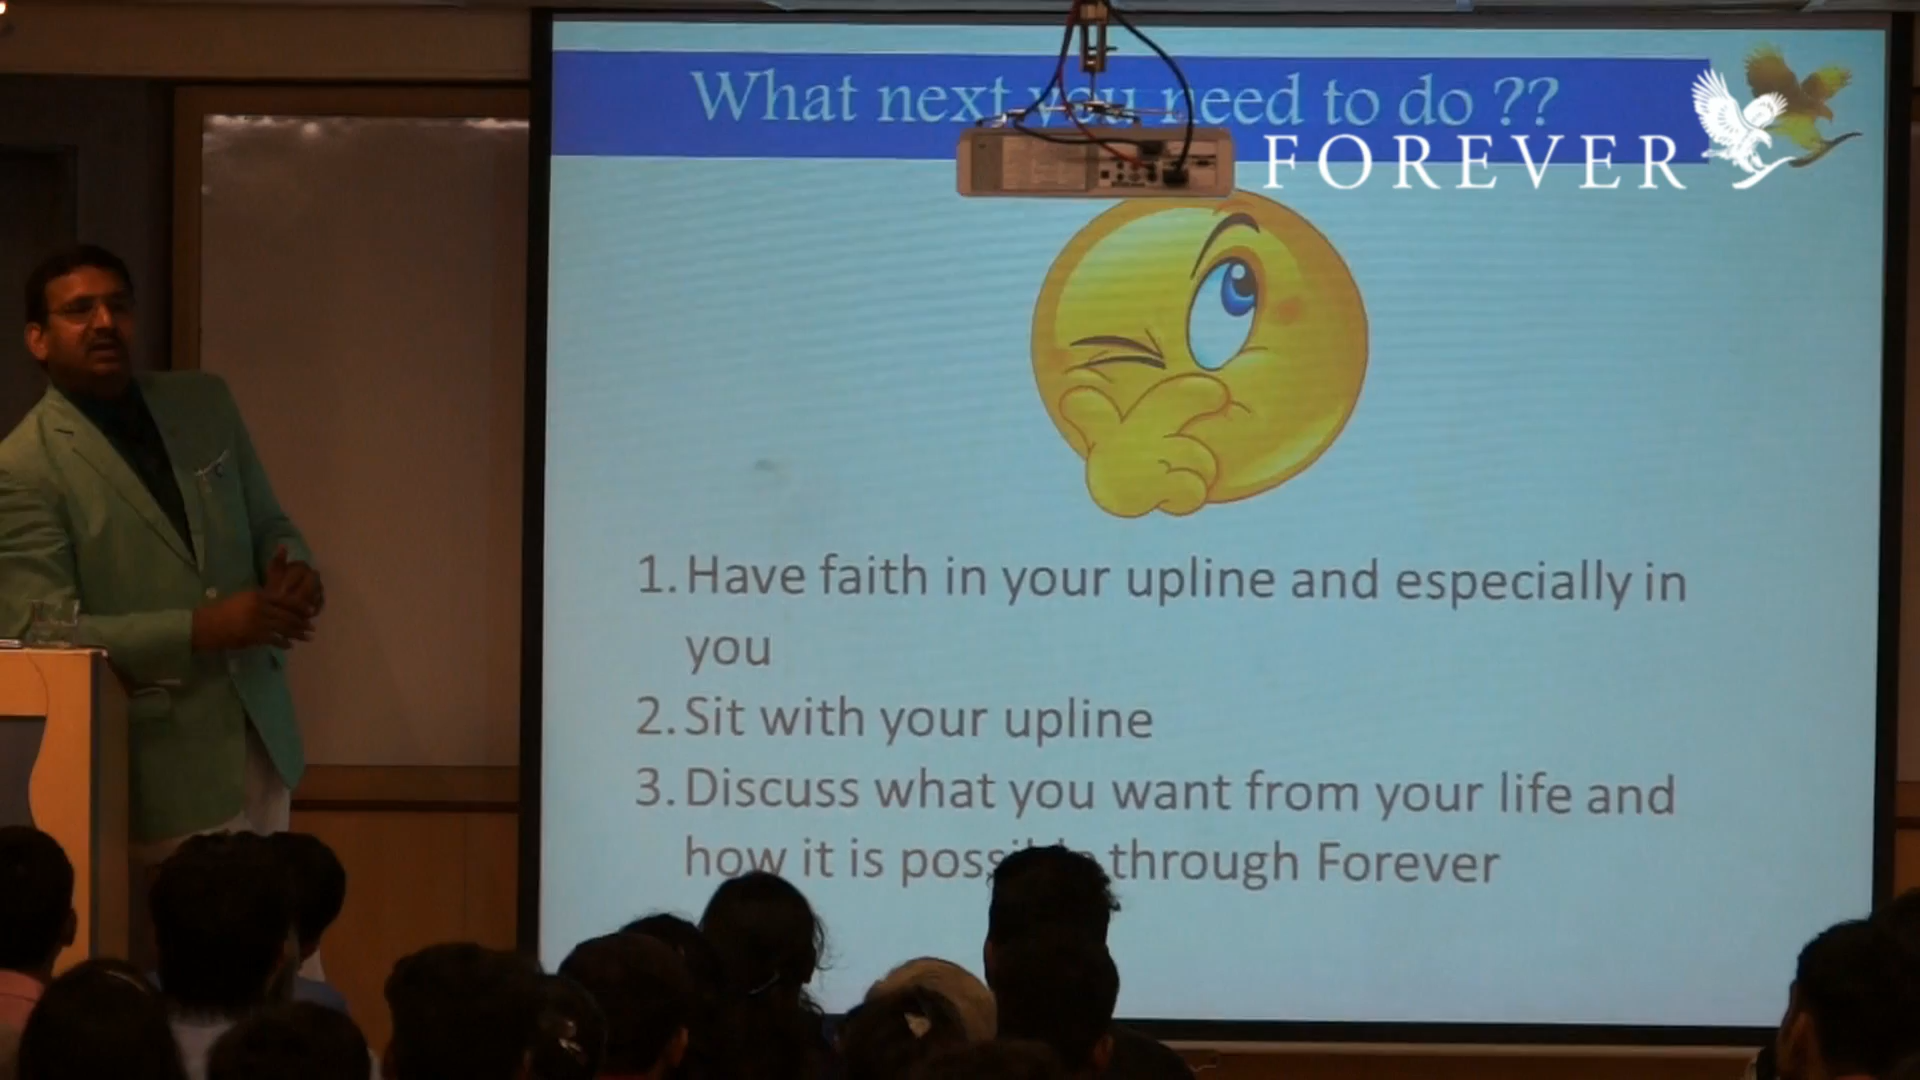 What next you need to do ??
FOREVER
1. Have faith in your upline and especially in
you
2. Sit with your upline
3. Discuss what you want from your life and
how it is possible through Forever